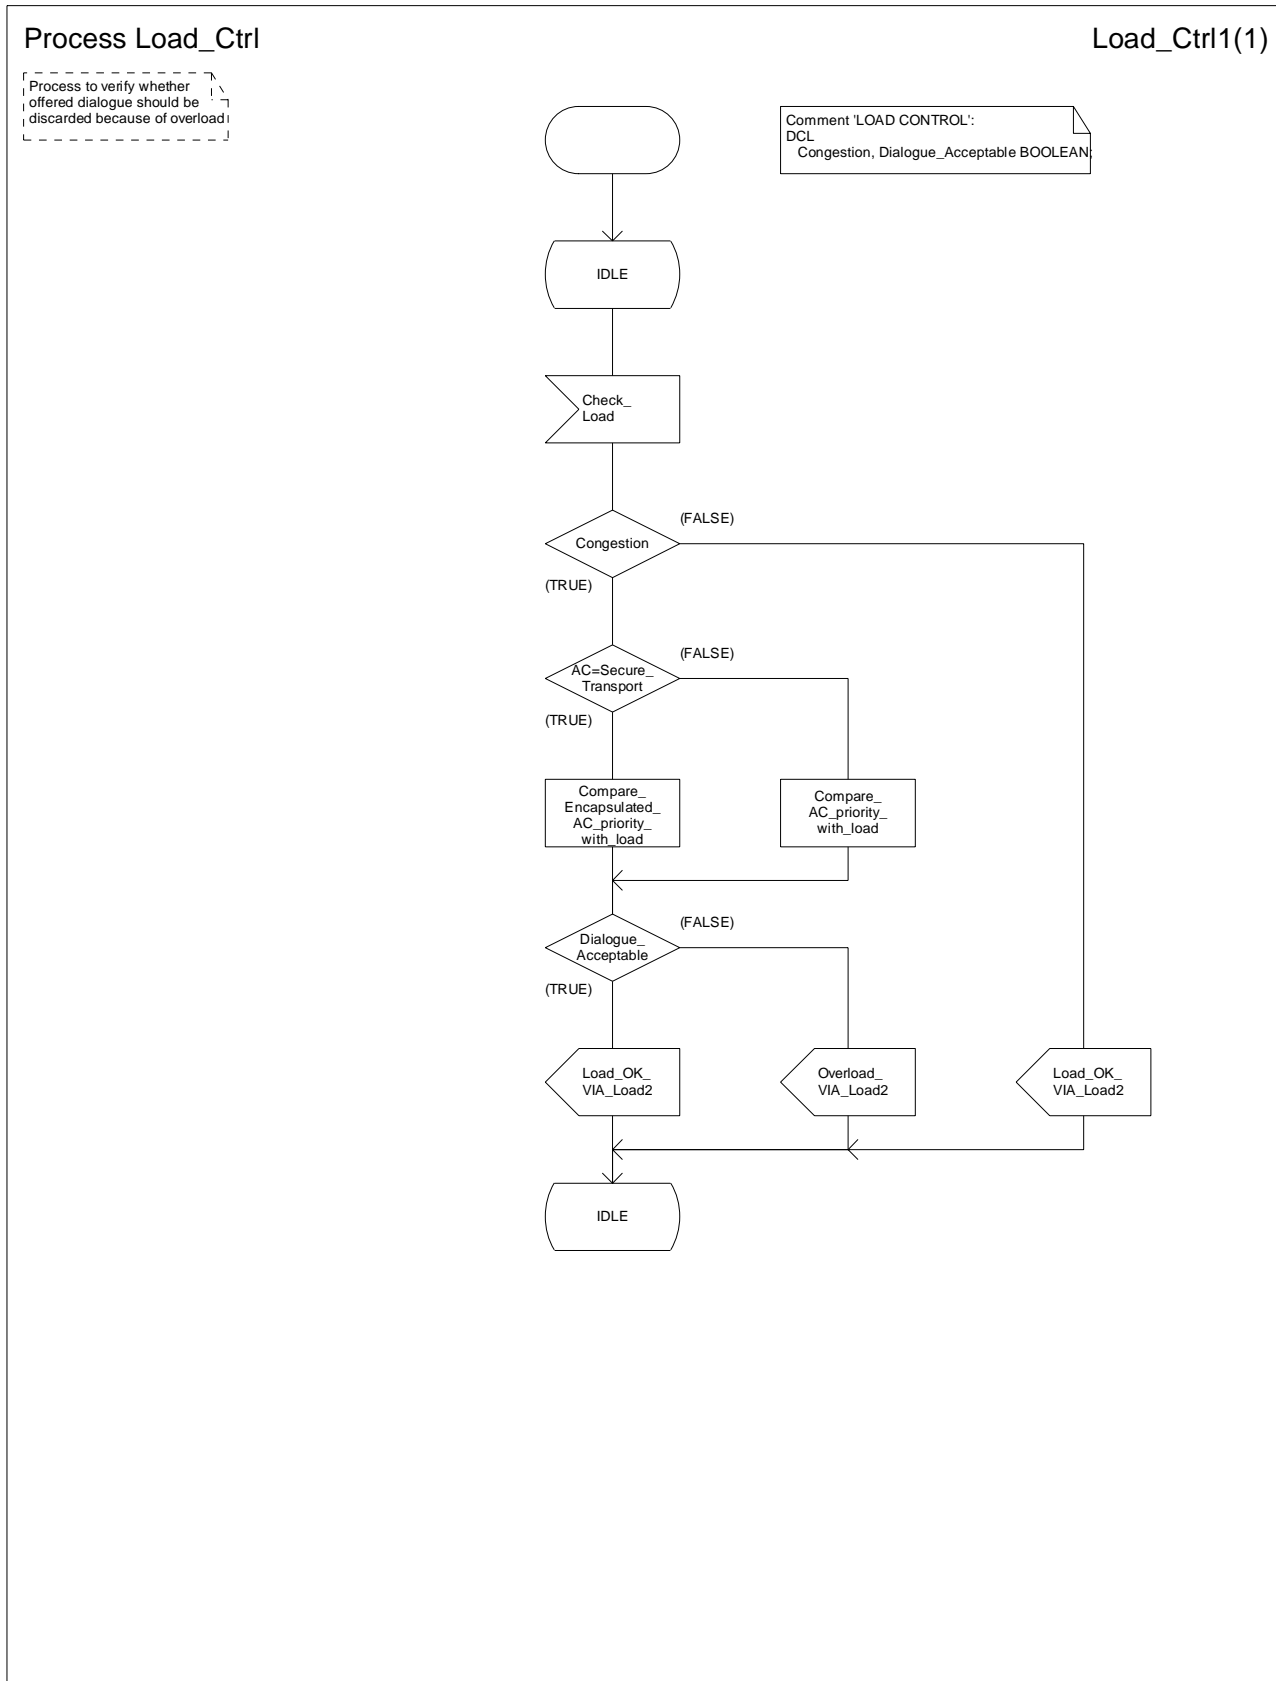 Process Load_Ctrl
Load_Ctrl1(1)
Process to verify whether
offered dialogue should be
discarded because of overload
Comment 'LOAD CONTROL':
DCL
Congestion, Dialogue_Acceptable BOOLEAN;
IDLE
Check_
Load
(FALSE)
Congestion
(TRUE)
(FALSE)
AC=Secure_
Transport
(TRUE)
Compare_
Encapsulated_
AC_priority_
with_load
Compare_
AC_priority_
with_load
(FALSE)
Dialogue_
Acceptable
(TRUE)
Load_OK_
VIA_Load2
Overload_
VIA_Load2
Load_OK_
VIA_Load2
IDLE